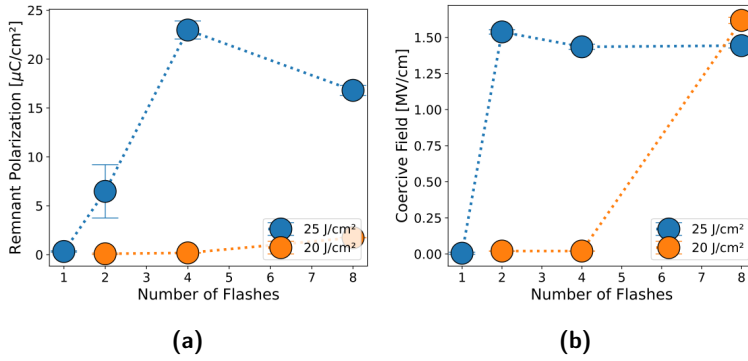 Remnant Polarization [μC/cm²]
25
20
15
10
5
0
1 2 3 4 5 6 7 8
Number of Flashes
25 J/cm²
20 J/cm²
(a)
Coercive Field [MV/cm]
1.50
1.25
1.00
0.75
0.50
0.25
0.00
1 2 3 4 5 6 7 8
Number of Flashes
25 J/cm²
20 J/cm²
(b)